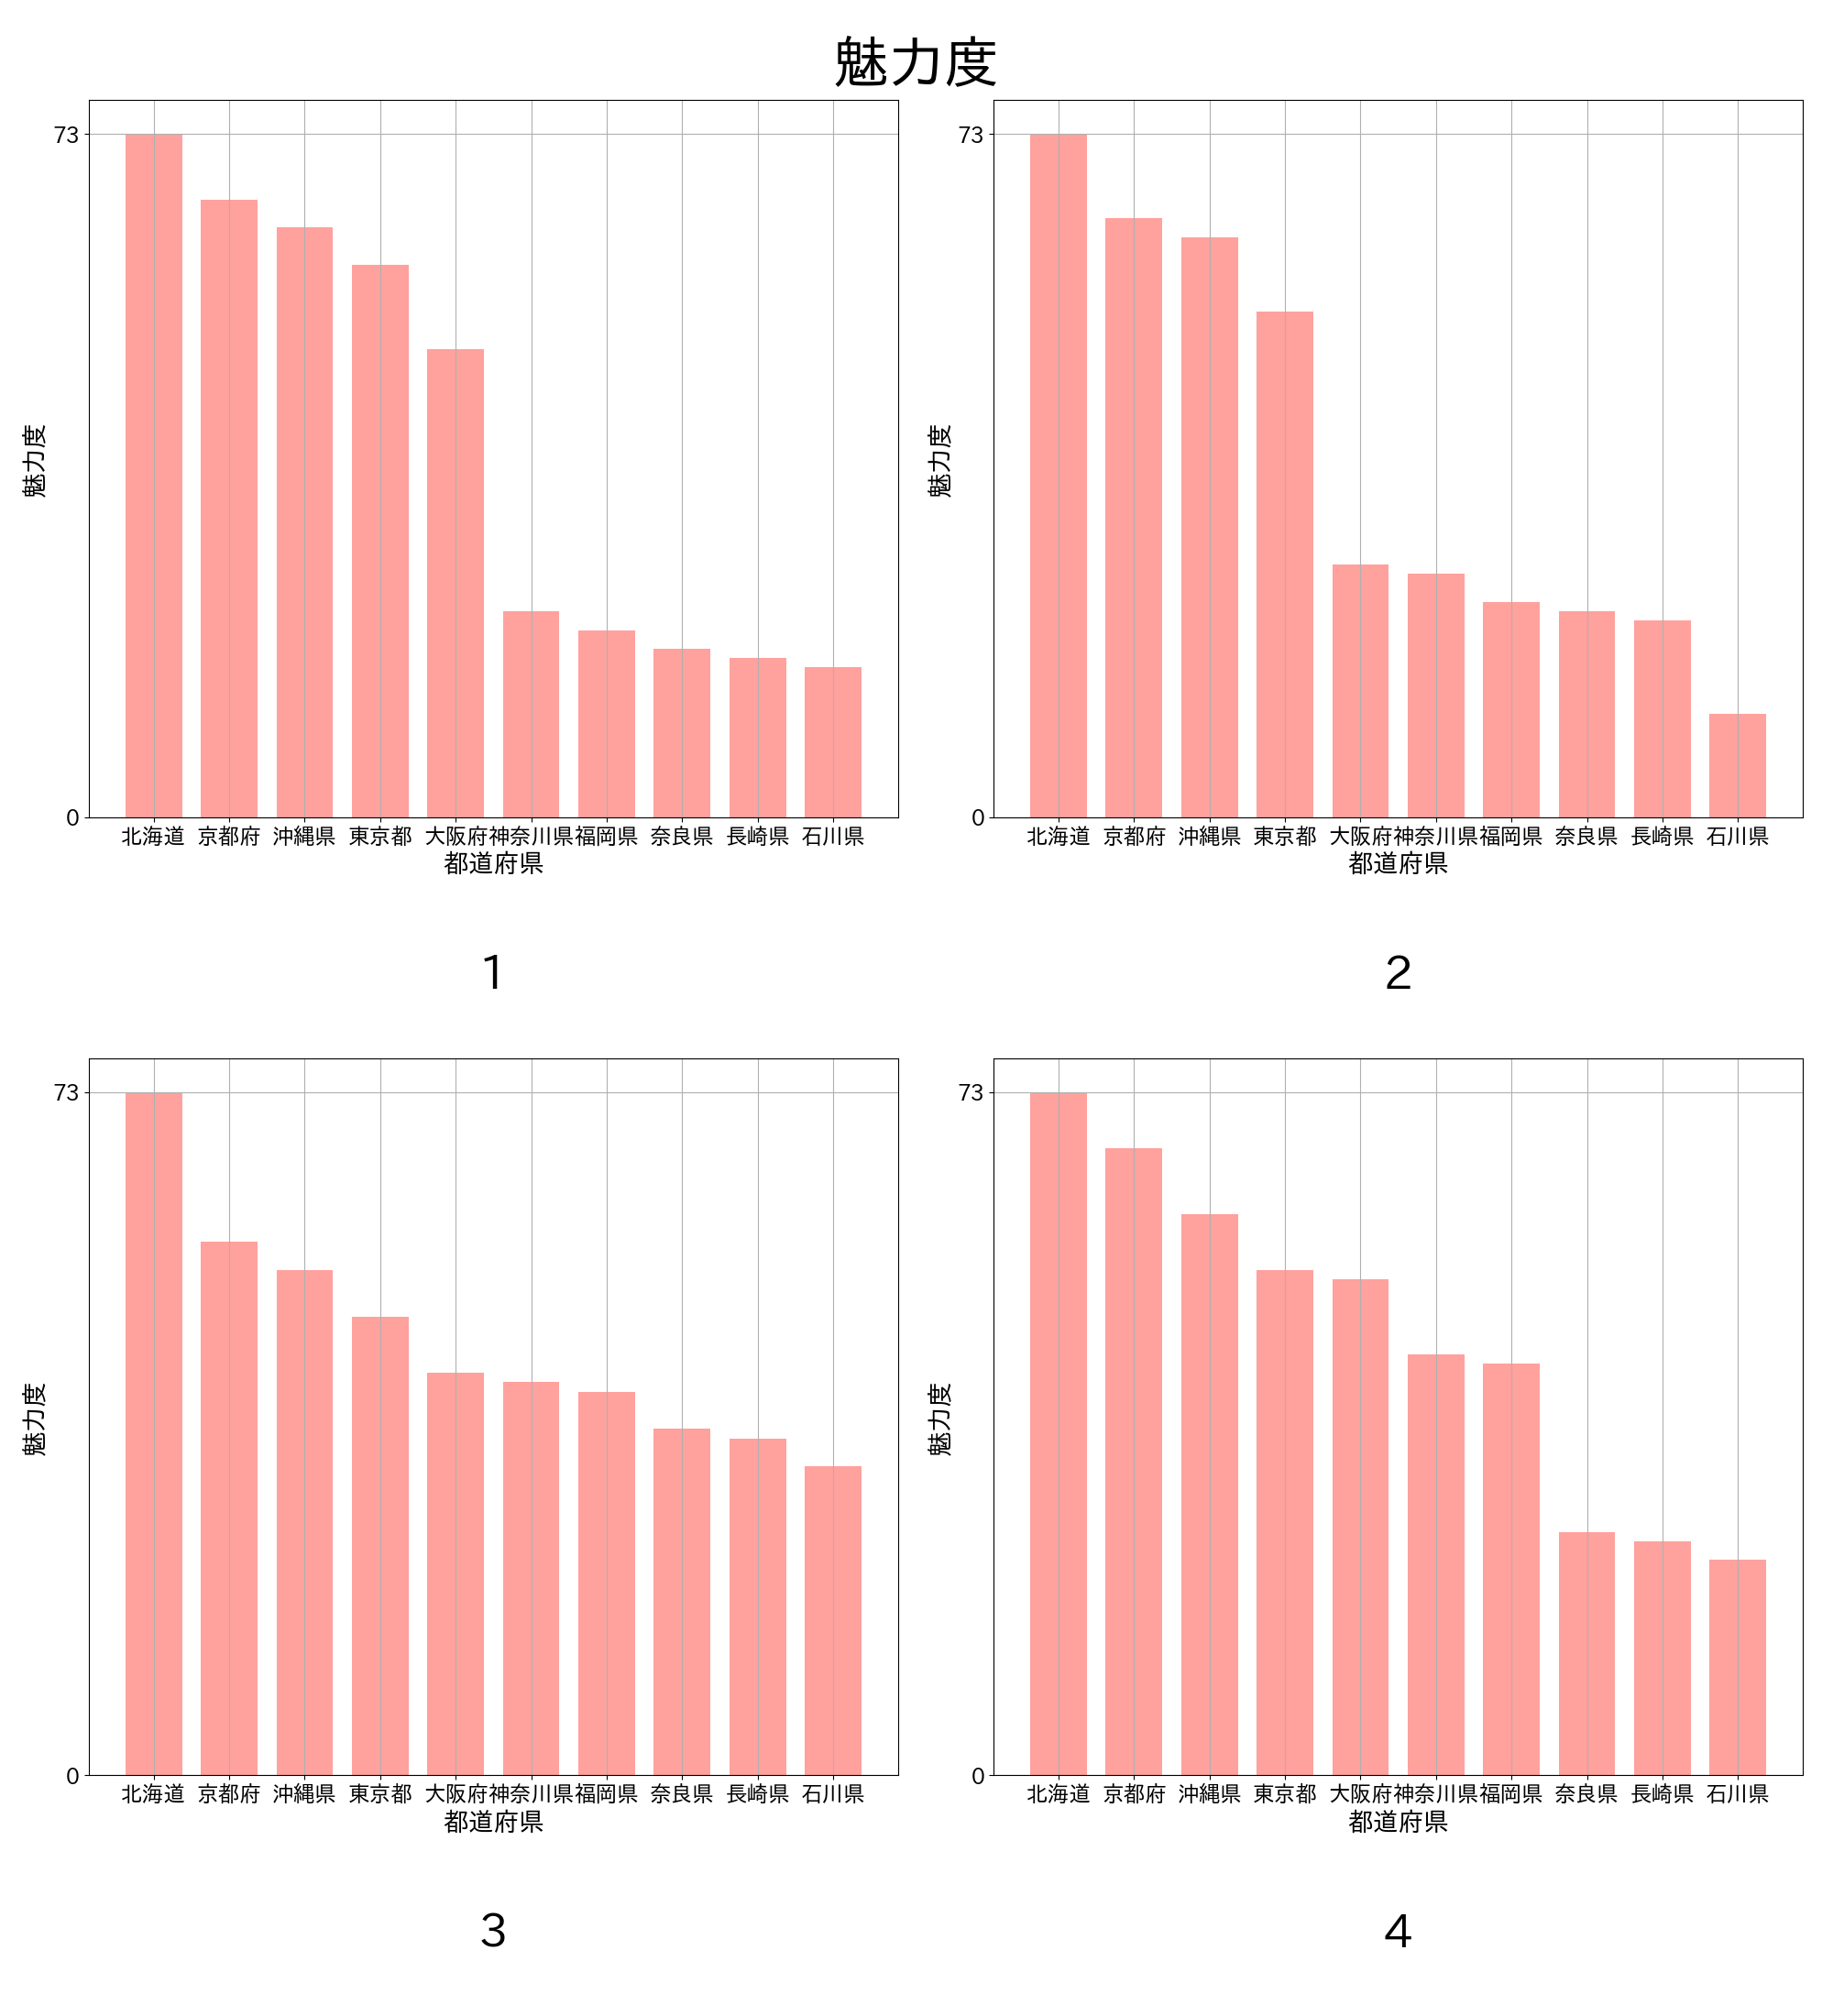 魅力度
73
0
魅力度
北海道 京都府 沖縄県 東京都 大阪府 神奈川県 福岡県 奈良県 長崎県 石川県
都道府県
1
73
0
魅力度
北海道 京都府 沖縄県 東京都 大阪府 神奈川県 福岡県 奈良県 長崎県 石川県
都道府県
2
73
0
魅力度
北海道 京都府 沖縄県 東京都 大阪府 神奈川県 福岡県 奈良県 長崎県 石川県
都道府県
3
73
0
魅力度
北海道 京都府 沖縄県 東京都 大阪府 神奈川県 福岡県 奈良県 長崎県 石川県
都道府県
4